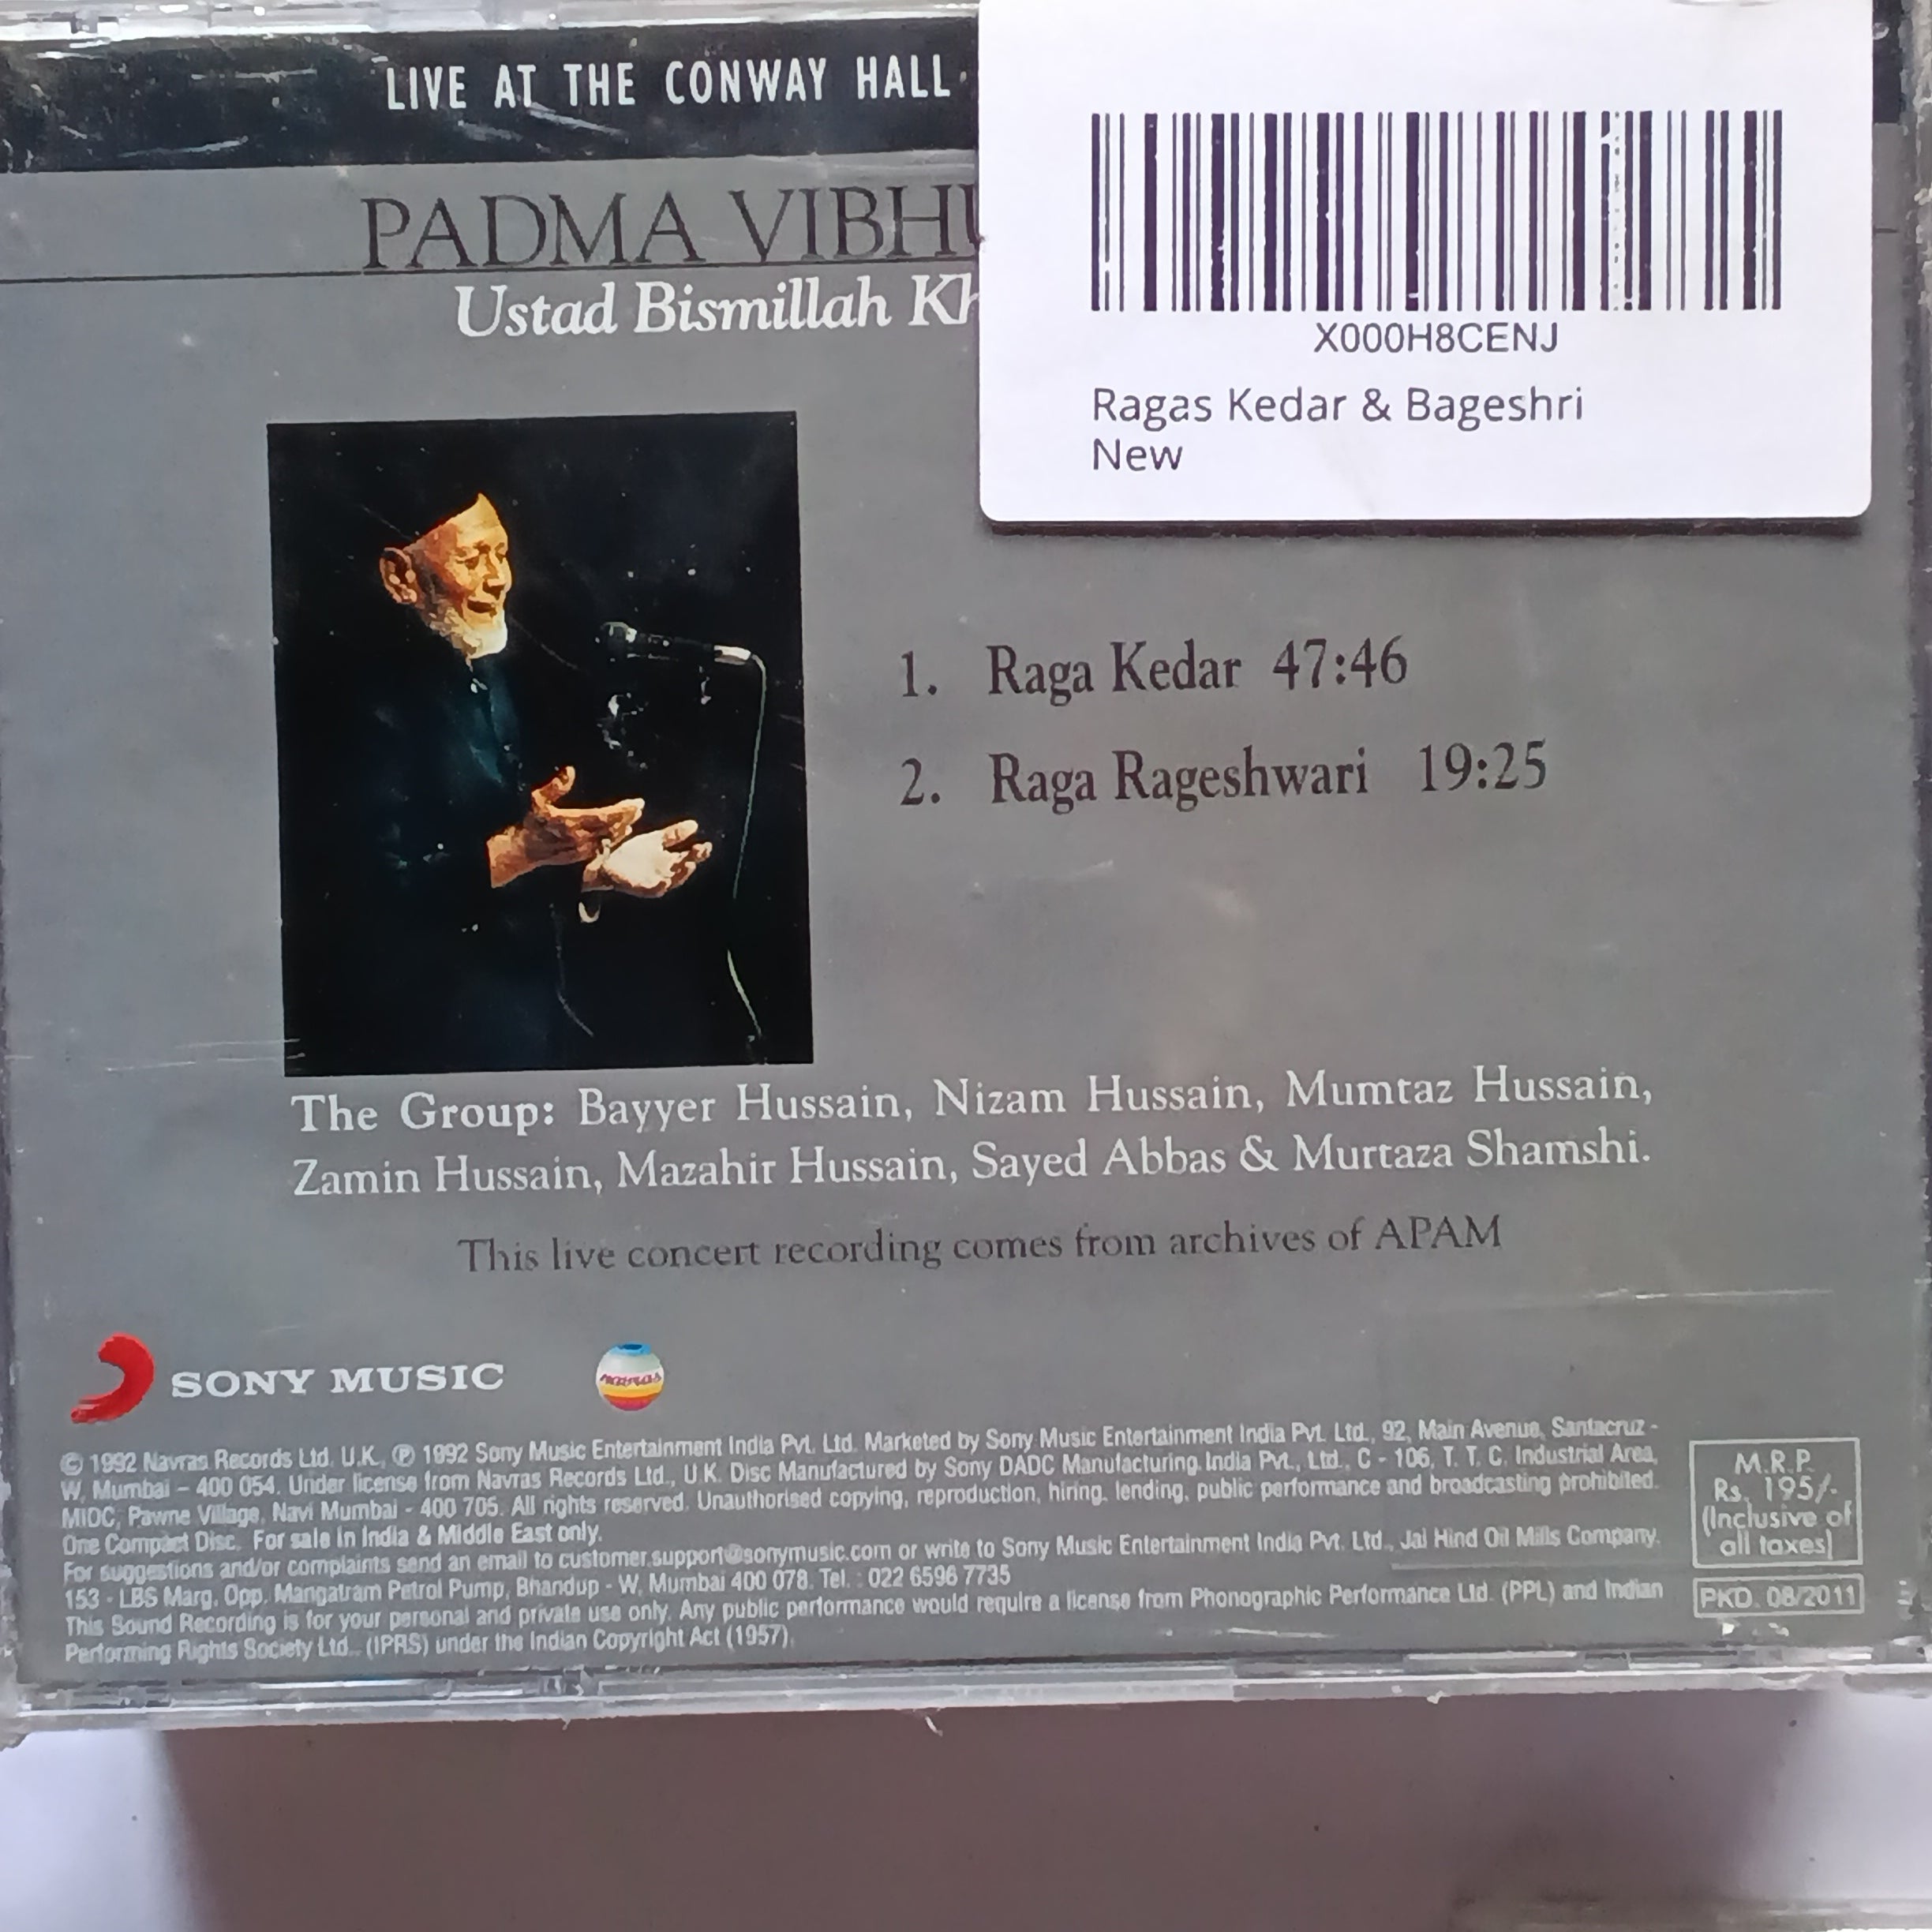 LIVE AT THE CONWAY HALL
PADMA
Ustad Bismillah
X000H8CENJ
Ragas Kedar & Bageshri
New
1. Raga Kedar 47:46
2. Raga Rageshwari 19:25
The Group: Bayyer Hussain, Nizam Hussain, Mumtaz Hussain,
Zamin Hussain, Mazahir Hussain, Sayed Abbas & Murtaza Shamshi.
This live concert recording comes from archives of APAM
SONY MUSIC
navras
© 1992 Navras Records Ltd. U.K., ℗ 1992 Sony Music Entertainment India Pvt. Ltd. Marketed by Sony Music Entertainment India Pvt. Ltd., 92, Main Avenue, Santacruz -
W, Mumbai – 400 054. Under license from Navras Records Ltd., U K. Disc Manufactured by Sony DADC Manufacturing India Pvt., Ltd., C - 106, T. T. C. Industrial Area,
MIDC, Pawne Village, Navi Mumbai - 400 705. All rights reserved. Unauthorised copying, reproduction, hiring, lending, public performance and broadcasting prohibited.
One Compact Disc. For sale in India & Middle East only.
For suggestions and/or complaints send an email to customer.support@sonymusic.com or write to Sony Music Entertainment India Pvt. Ltd., Jai Hind Oil Mills Company,
153 - LBS Marg, Opp. Mangatram Petrol Pump, Bhandup - W, Mumbai 400 078. Tel. : 022 6596 7735
This Sound Recording is for your personal and private use only. Any public performance would require a license from Phonographic Performance Ltd. (PPL) and Indian
Performing Rights Society Ltd.. (IPRS) under the Indian Copyright Act (1957).
M.R.P.
Rs. 195/-
(Inclusive of
all taxes)
PKD. 08/2011